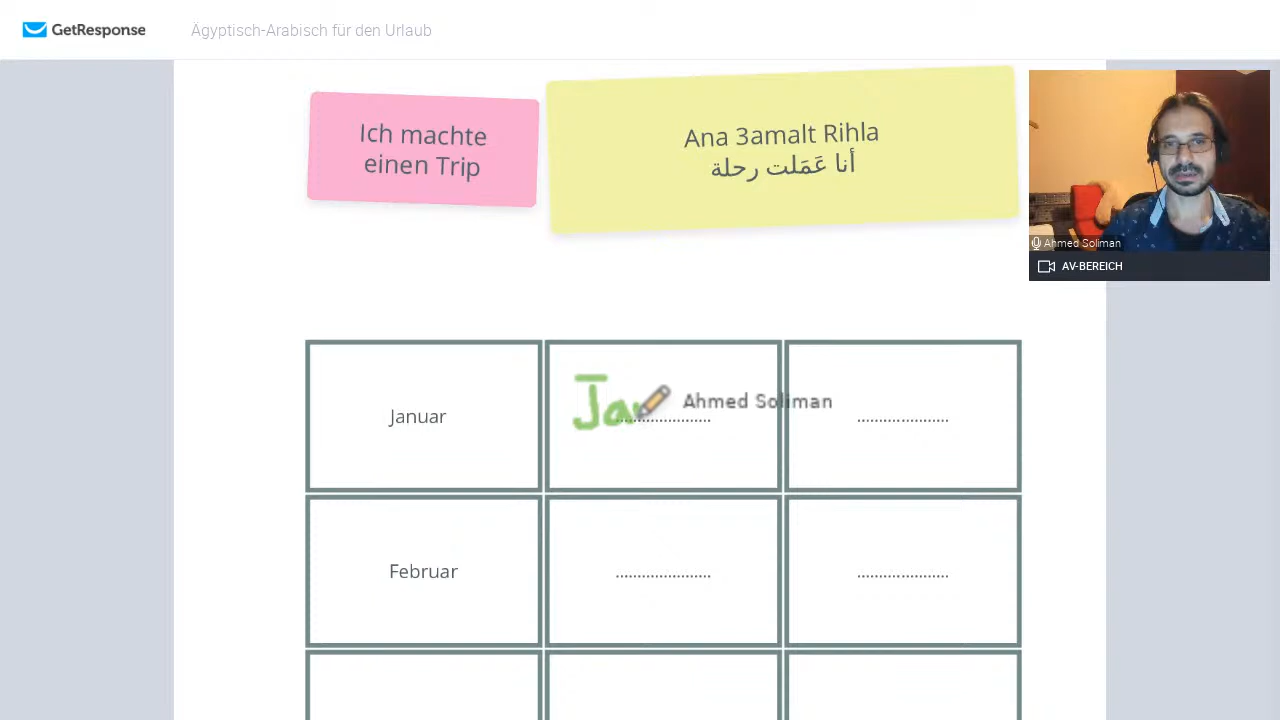 GetResponse
Ägyptisch-Arabisch für den Urlaub
Ich machte
einen Trip
Ana 3amalt Rihla
أنا عَمَلت رحلة
Ahmed Soliman
AV-BEREICH
Januar
Jan
Ahmed Soliman
.....................
.....................
Februar
.....................
.....................